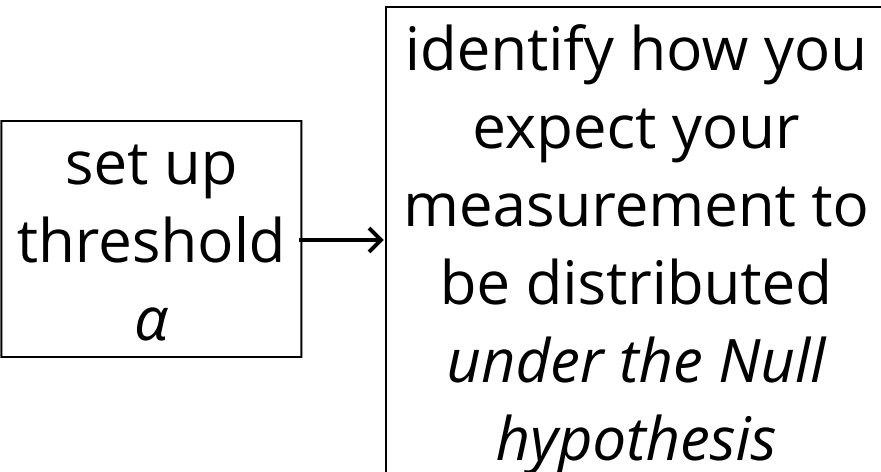 set up
threshold
α
identify how you
expect your
measurement to
be distributed
under the Null
hypothesis